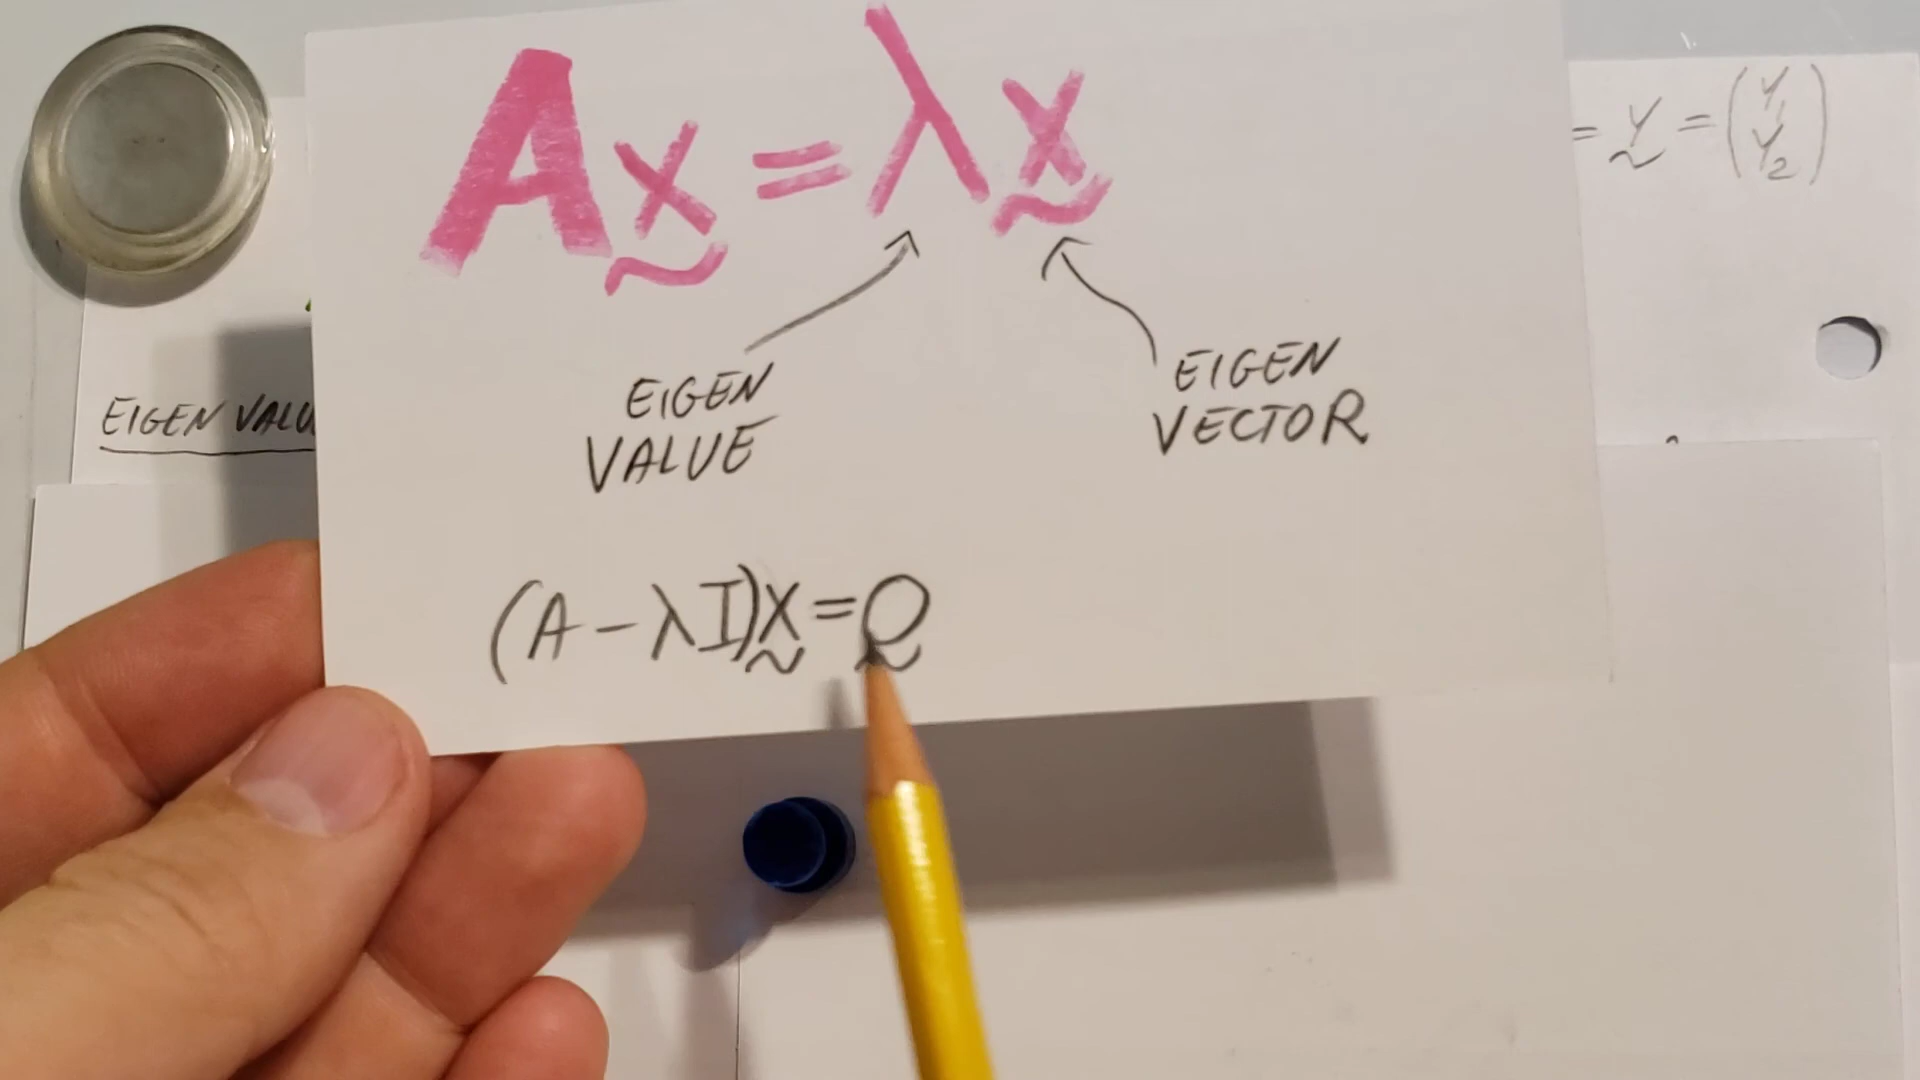 Ax = λx
= y = (y1 y2)
EIGEN
VALUE
EIGEN
VECTOR
EIGEN VALU
(A - λI)x = 0